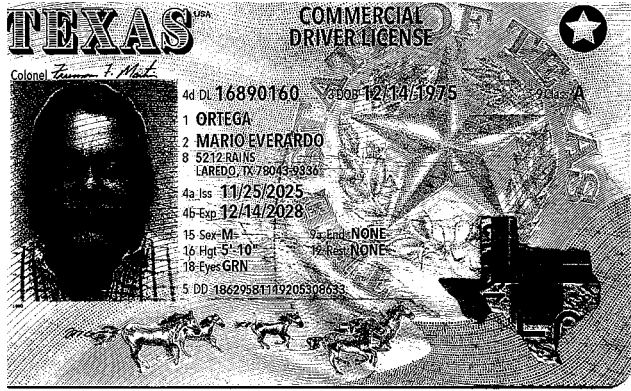 TEXAS USA
COMMERCIAL
DRIVER LICENSE
Colonel
4d DL 16890160 3 DOB 12/14/1975 9 Class A
1 ORTEGA
2 MARIO EVERARDO
8 5212 RAINS
LAREDO, TX 78043-9336
4a Iss 11/25/2025
4b Exp 12/14/2028
15 Sex M 9a End NONE
16 Hgt 5'-10" 12 Rest NONE
18 Eyes GRN
5 DD 18629581119205308633